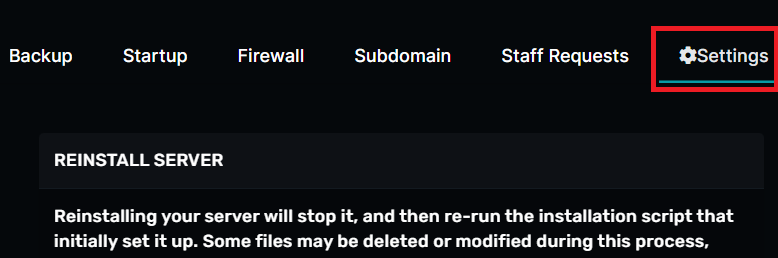 Backup Startup Firewall Subdomain Staff Requests Settings
REINSTALL SERVER
Reinstalling your server will stop it, and then re-run the installation script that
initially set it up. Some files may be deleted or modified during this process,